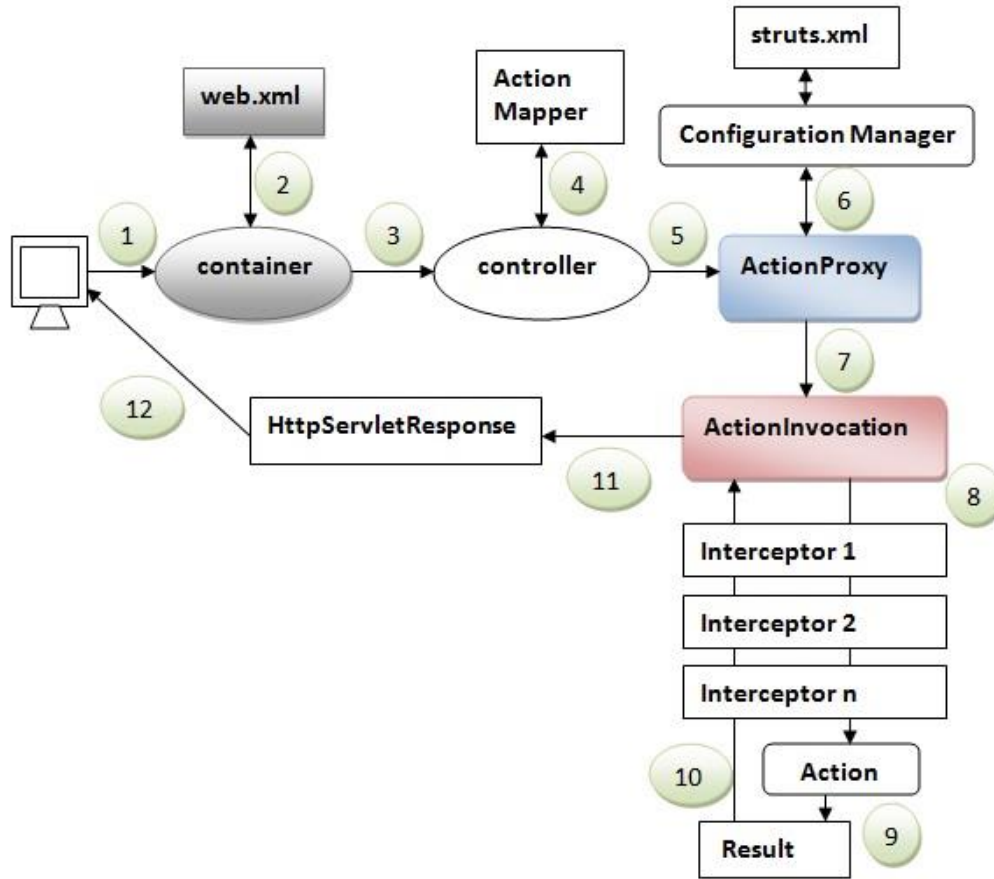 struts.xml
web.xml
Action
Mapper
Configuration Manager
2
4
6
1
3
5
container
controller
ActionProxy
7
12
HttpServletResponse
ActionInvocation
11
8
Interceptor 1
Interceptor 2
Interceptor n
10
Action
9
Result